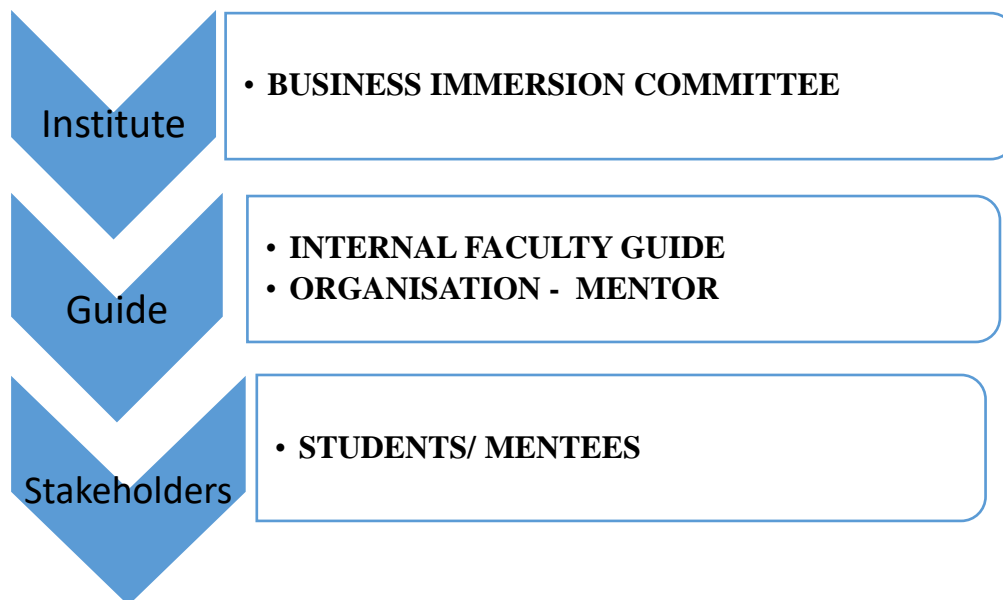 Institute
• BUSINESS IMMERSION COMMITTEE
Guide
• INTERNAL FACULTY GUIDE
• ORGANISATION - MENTOR
Stakeholders
• STUDENTS/ MENTEES